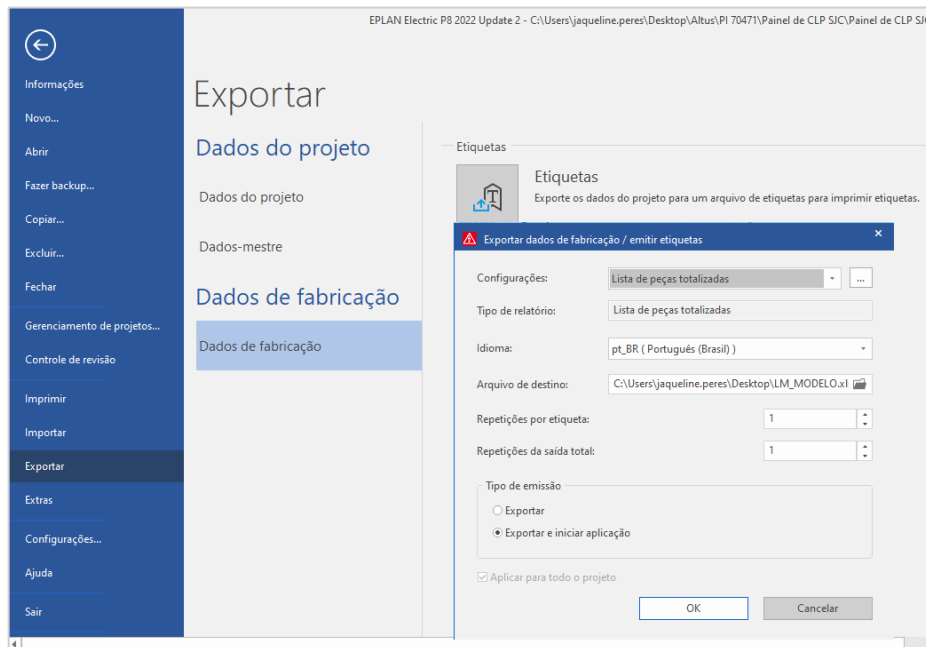 EPLAN Electric P8 2022 Update 2 - C:\Users\jaqueline.peres\Desktop\Altus\PI 70471\Painel de CLP SJC\Painel de CLP SJ
Informações
Novo...
Abrir
Fazer backup...
Copiar...
Excluir...
Fechar
Gerenciamento de projetos...
Controle de revisão
Imprimir
Importar
Exportar
Extras
Configurações...
Ajuda
Sair
Exportar
Dados do projeto
Dados do projeto
Dados-mestre
Dados de fabricação
Dados de fabricação
Etiquetas
Etiquetas
Exporte os dados do projeto para um arquivo de etiquetas para imprimir etiquetas.
Exportar dados de fabricação / emitir etiquetas
Configurações: Lista de peças totalizadas ...
Tipo de relatório: Lista de peças totalizadas
Idioma: pt_BR ( Português (Brasil) )
Arquivo de destino: C:\Users\jaqueline.peres\Desktop\LM_MODELO.xl
Repetições por etiqueta: 1
Repetições da saída total: 1
Tipo de emissão
Exportar
Exportar e iniciar aplicação
Aplicar para todo o projeto
OK Cancelar